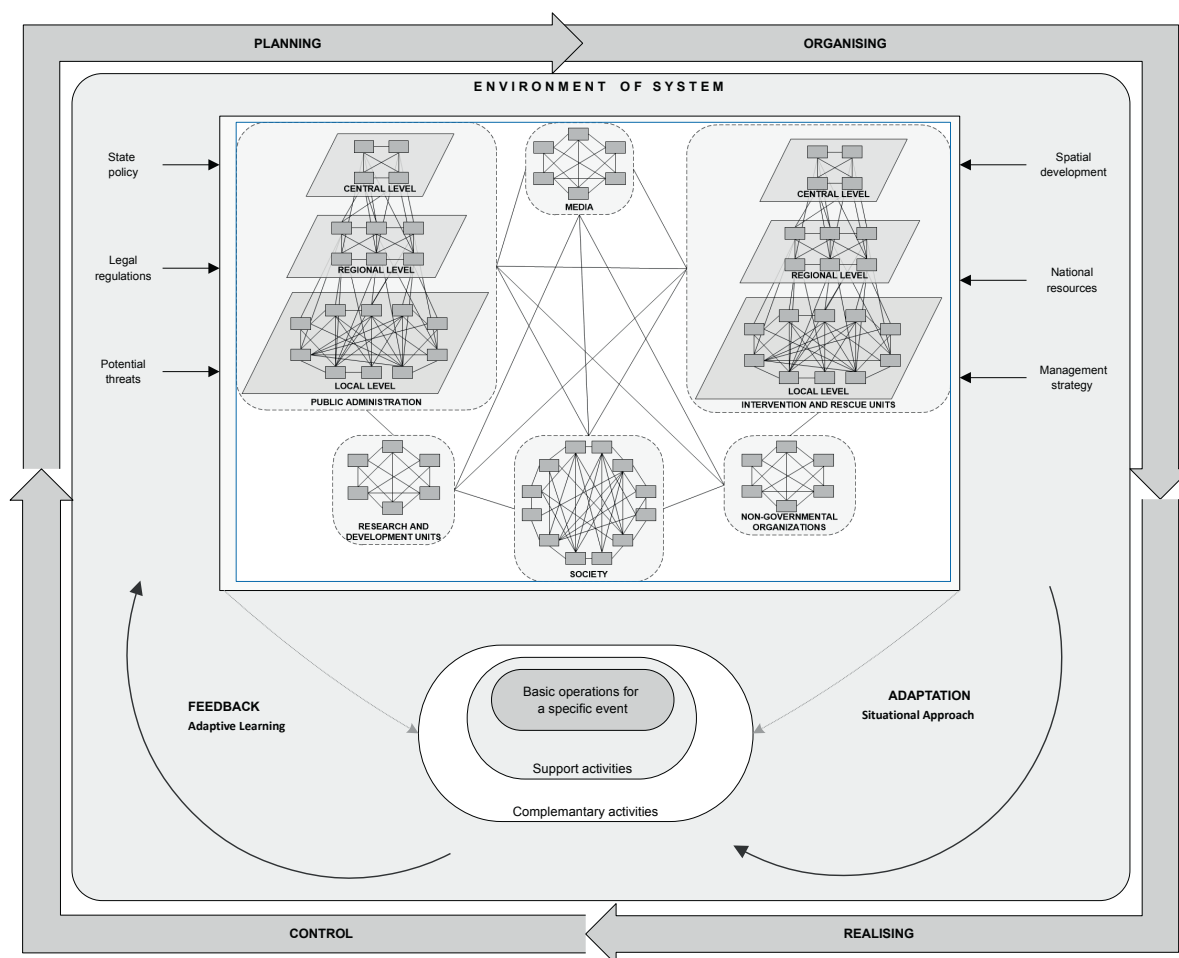 PLANNING
ORGANISING
ENVIRONMENT OF SYSTEM
State
policy
Legal
regulations
Potential
threats
CENTRAL LEVEL
REGIONAL LEVEL
LOCAL LEVEL
PUBLIC ADMINISTRATION
MEDIA
CENTRAL LEVEL
REGIONAL LEVEL
LOCAL LEVEL
INTERVENTION AND RESCUE UNITS
Spatial
development
National
resources
Management
strategy
RESEARCH AND
DEVELOPMENT UNITS
SOCIETY
NON-GOVERNMENTAL
ORGANIZATIONS
FEEDBACK
Adaptive Learning
Basic operations for
a specific event
Support activities
Complemantary activities
ADAPTATION
Situational Approach
CONTROL
REALISING